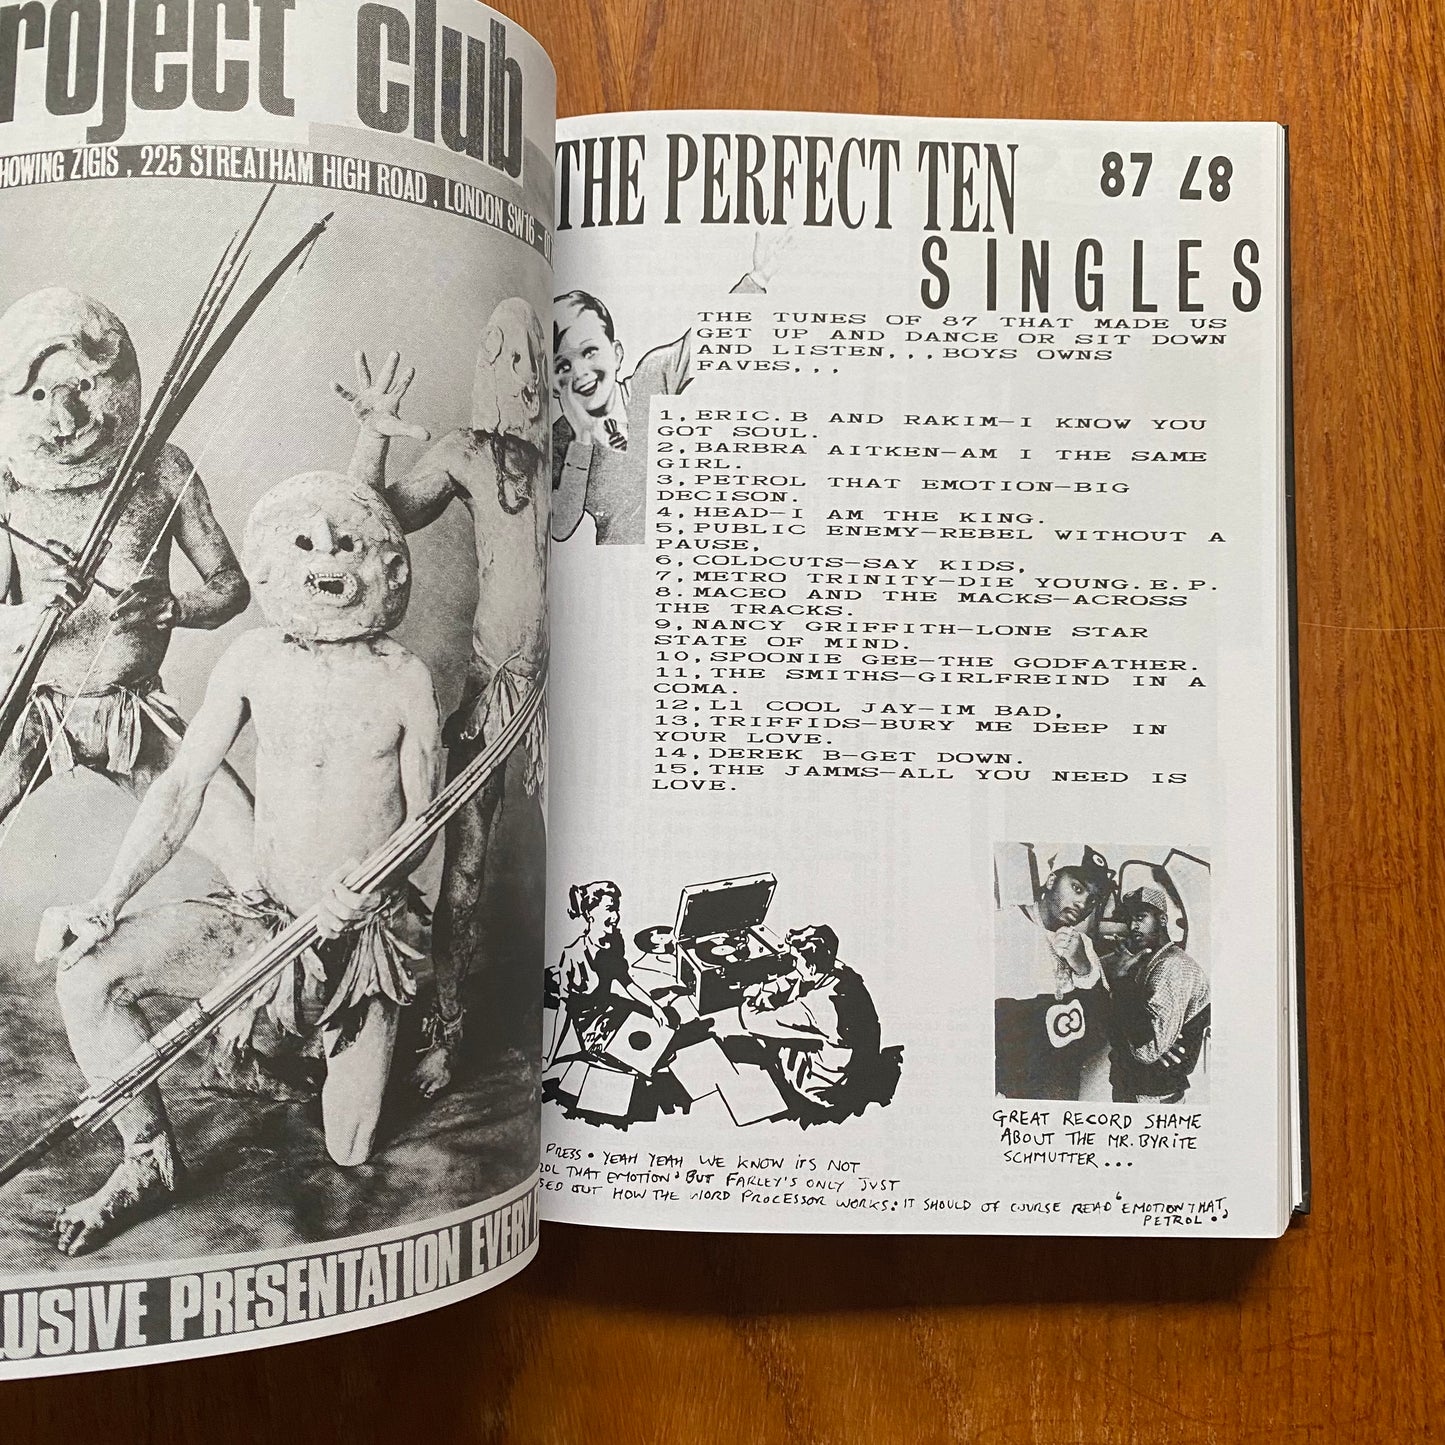 roject club
HOWING ZIGIS, 225 STREATHAM HIGH ROAD, LONDON SW16 -
LUSIVE PRESENTATION EVERY
THE PERFECT TEN
87 87
SINGLES
THE TUNES OF 87 THAT MADE US
GET UP AND DANCE OR SIT DOWN
AND LISTEN,,,BOYS OWNS
FAVES,,,
1,ERIC.B AND RAKIM-I KNOW YOU
GOT SOUL.
2,BARBRA AITKEN-AM I THE SAME
GIRL.
3,PETROL THAT EMOTION-BIG
DECISON.
4,HEAD-I AM THE KING.
5,PUBLIC ENEMY-REBEL WITHOUT A
PAUSE,
6,COLDCUTS-SAY KIDS,
7,METRO TRINITY-DIE YOUNG.E.P.
8.MACEO AND THE MACKS-ACROSS
THE TRACKS.
9,NANCY GRIFFITH-LONE STAR
STATE OF MIND.
10,SPOONIE GEE-THE GODFATHER.
11,THE SMITHS-GIRLFREIND IN A
COMA.
12,L1 COOL JAY-IM BAD,
13,TRIFFIDS-BURY ME DEEP IN
YOUR LOVE.
14,DEREK B-GET DOWN.
15,THE JAMMS-ALL YOU NEED IS
LOVE.
GREAT RECORD SHAME
ABOUT THE MR. BYRITE
SCHMUTTER...
PRESS. YEAH YEAH WE KNOW ITS NOT
ROL THAT EMOTION' BUT FARLEY'S ONLY JUST
SED OUT HOW THE WORD PROCESSOR WORKS: IT SHOULD OF COURSE READ 'EMOTION THAT,
PETROL.'